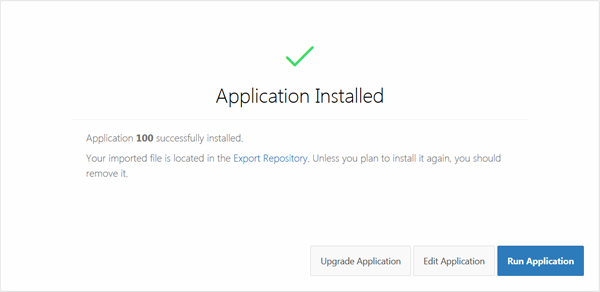 Application Installed
Application 100 successfully installed.
Your imported file is located in the Export Repository. Unless you plan to install it again, you should
remove it.
Upgrade Application Edit Application Run Application